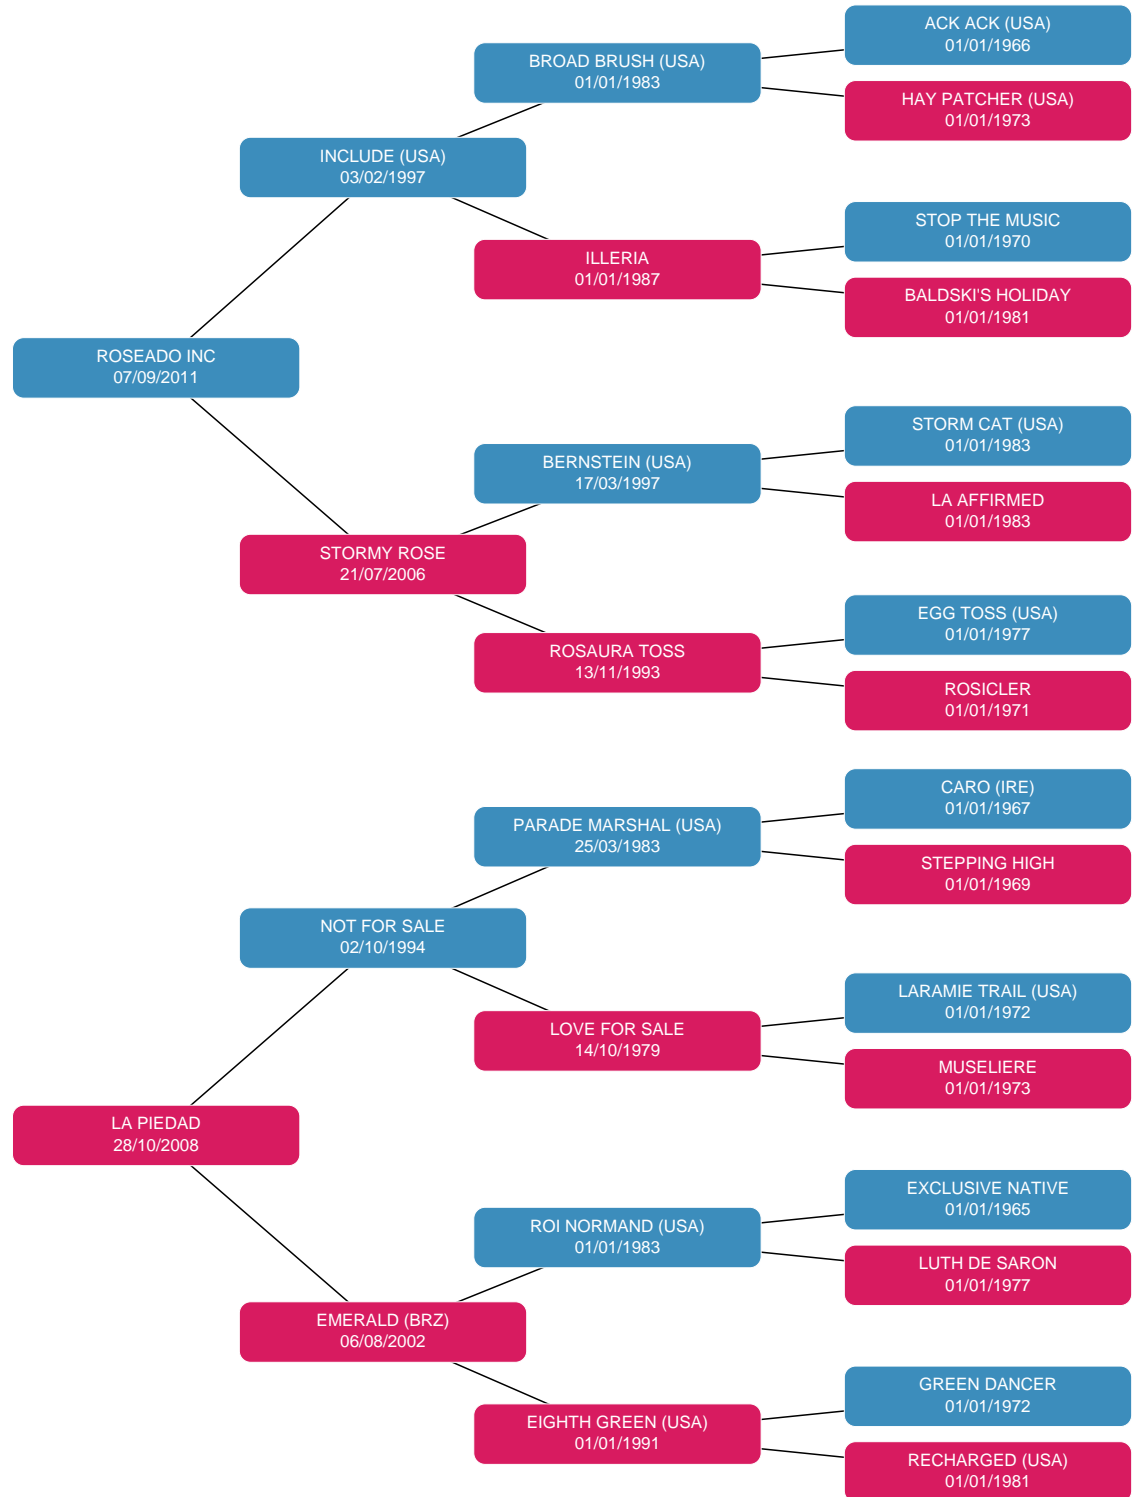 ACK ACK (USA)
01/01/1966
BROAD BRUSH (USA)
01/01/1983
HAY PATCHER (USA)
01/01/1973
INCLUDE (USA)
03/02/1997
STOP THE MUSIC
01/01/1970
ILLERIA
01/01/1987
BALDSKI'S HOLIDAY
01/01/1981
ROSEADO INC
07/09/2011
STORM CAT (USA)
01/01/1983
BERNSTEIN (USA)
17/03/1997
LA AFFIRMED
01/01/1983
STORMY ROSE
21/07/2006
EGG TOSS (USA)
01/01/1977
ROSAURA TOSS
13/11/1993
ROSICLER
01/01/1971
CARO (IRE)
01/01/1967
PARADE MARSHAL (USA)
25/03/1983
STEPPING HIGH
01/01/1969
NOT FOR SALE
02/10/1994
LARAMIE TRAIL (USA)
01/01/1972
LOVE FOR SALE
14/10/1979
MUSELIERE
01/01/1973
LA PIEDAD
28/10/2008
EXCLUSIVE NATIVE
01/01/1965
ROI NORMAND (USA)
01/01/1983
LUTH DE SARON
01/01/1977
EMERALD (BRZ)
06/08/2002
GREEN DANCER
01/01/1972
EIGHTH GREEN (USA)
01/01/1991
RECHARGED (USA)
01/01/1981